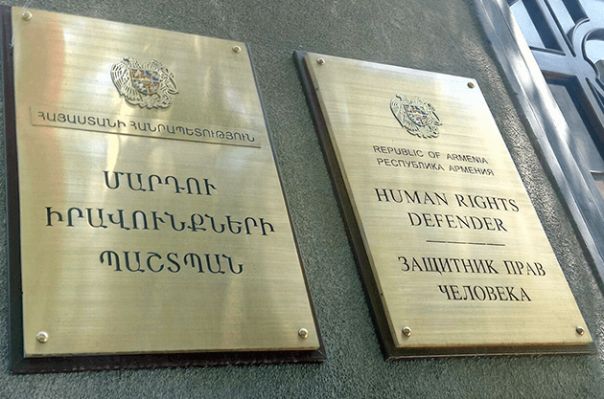 ՀԱՅԱՍՏԱՆԻ ՀԱՆՐԱՊԵՏՈՒԹՅՈՒՆ
ՄԱՐԴՈՒ
ԻՐԱՎՈՒՆՔՆԵՐԻ
ՊԱՇՏՊԱՆ
REPUBLIC OF ARMENIA
РЕСПУБЛИКА АРМЕНИЯ
HUMAN RIGHTS
DEFENDER
ЗАЩИТНИК ПРАВ
ЧЕЛОВЕКА